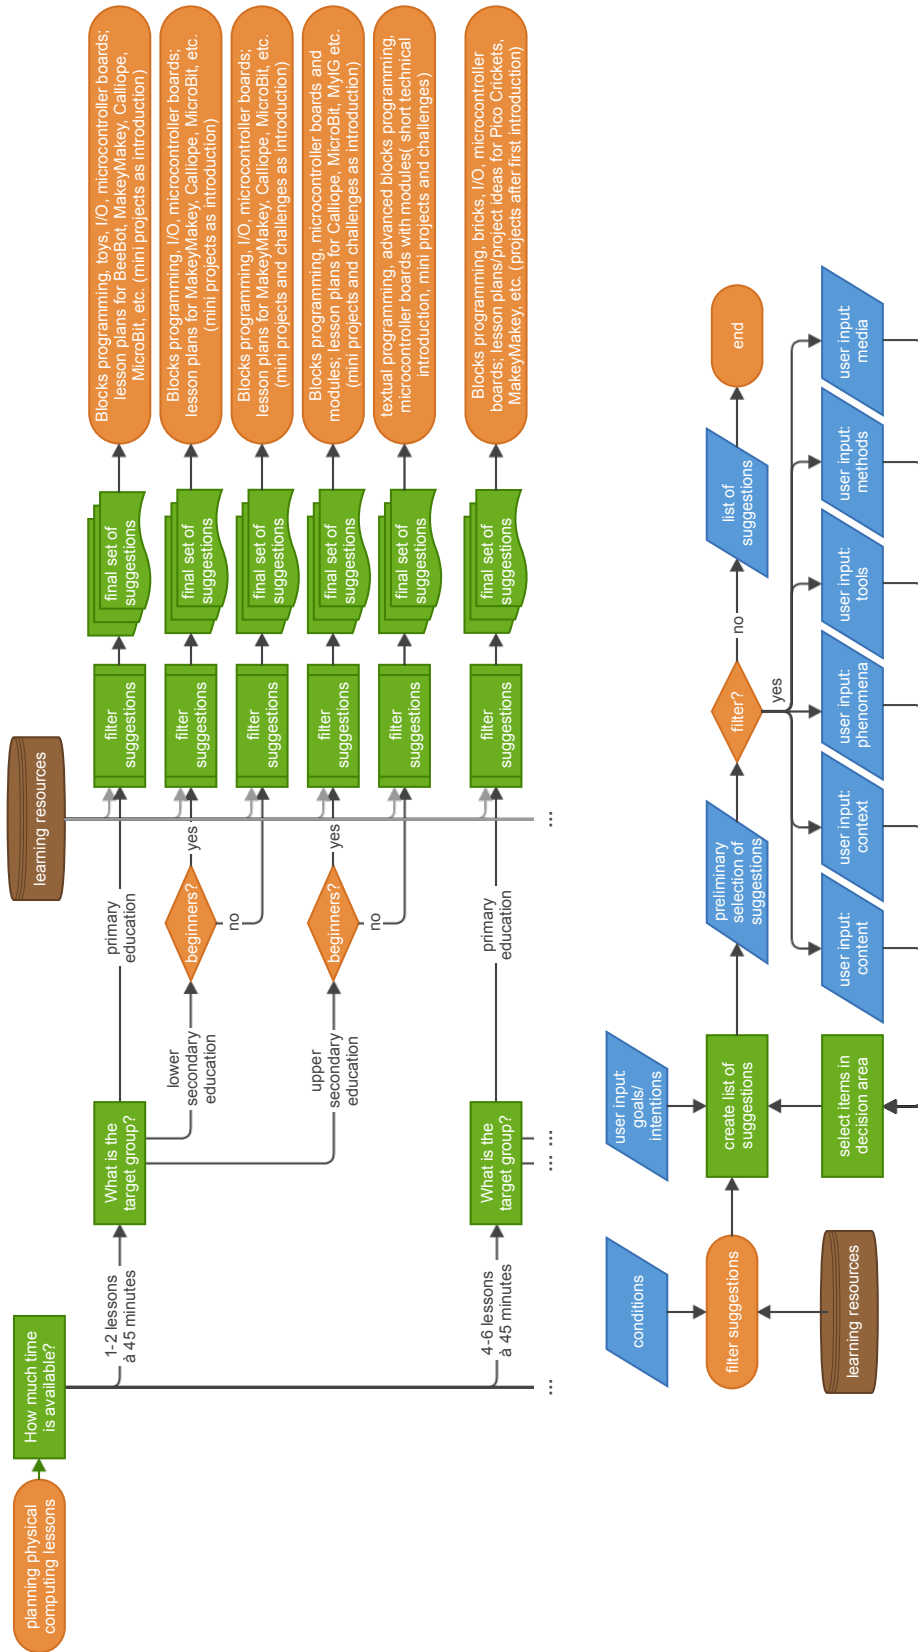 planning physical
computing lessons
How much time
is available?
learning resources
1-2 lessons
à 45 minutes
What is the
target group?
primary
education
filter
suggestions
final set of
suggestions
Blocks programming, toys, I/O, microcontroller boards;
lesson plans for BeeBot, MakeyMakey, Calliope,
MicroBit, etc. (mini projects as introduction)
lower
secondary
education
beginners?
yes
filter
suggestions
final set of
suggestions
Blocks programming, I/O, microcontroller boards;
lesson plans for MakeyMakey, Calliope, MicroBit, etc.
(mini projects as introduction)
no
filter
suggestions
final set of
suggestions
Blocks programming, I/O, microcontroller boards;
lesson plans for MakeyMakey, Calliope, MicroBit, etc.
(mini projects and challenges as introduction)
upper
secondary
education
beginners?
yes
filter
suggestions
final set of
suggestions
Blocks programming, microcontroller boards and
modules; lesson plans for Calliope, MicroBit, MyIG etc.
(mini projects and challenges as introduction)
no
filter
suggestions
final set of
suggestions
textual programming, advanced blocks programming,
microcontroller boards with modules( short technical
introduction, mini projects and challenges)
4-6 lessons
à 45 minutes
What is the
target group?
primary
education
filter
suggestions
final set of
suggestions
Blocks programming, bricks, I/O, microcontroller
boards; lesson plans/project ideas for Pico Crickets,
MakeyMakey, etc. (projects after first introduction)
...
...
...
...
conditions
user input:
goals/
intentions
filter suggestions
create list of
suggestions
preliminary
selection of
suggestions
filter?
no
list of
suggestions
end
yes
learning resources
select items in
decision area
user input:
content
user input:
context
user input:
phenomena
user input:
tools
user input:
methods
user input:
media